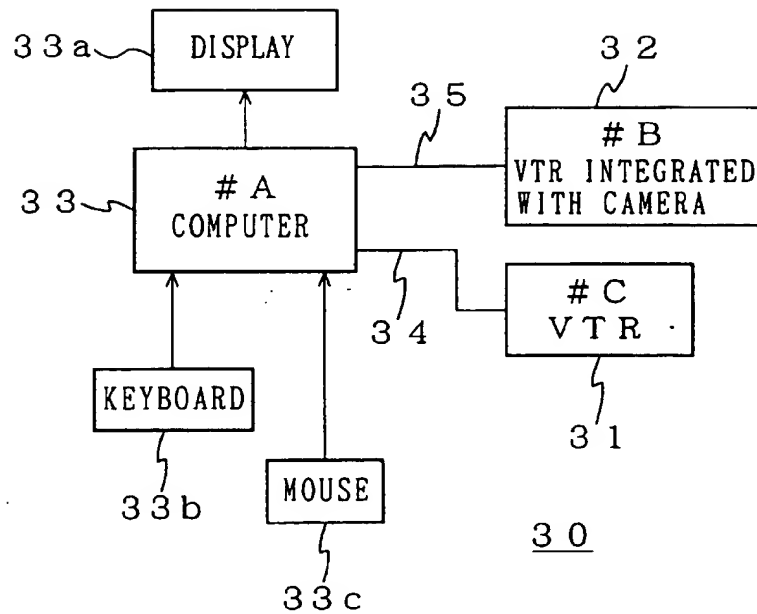 33a
DISPLAY
32
35
# B
VTR INTEGRATED
WITH CAMERA
33
# A
COMPUTER
34
# C
VTR
31
KEYBOARD
33b
MOUSE
33c
30